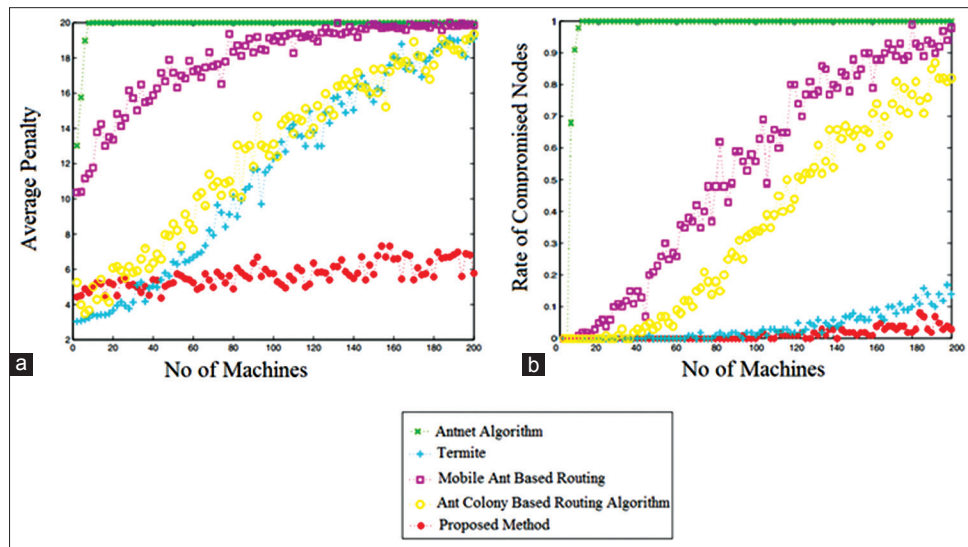 20
18
16
14
12
10
8
6
4
2
Average Penalty
0 20 40 60 80 100 120 140 160 180 200
No of Machines
a
1
0.9
0.8
0.7
0.6
0.5
0.4
0.3
0.2
0.1
0
Rate of Compromised Nodes
0 20 40 60 80 100 120 140 160 180 200
No of Machines
b
Antnet Algorithm
Termite
Mobile Ant Based Routing
Ant Colony Based Routing Algorithm
Proposed Method